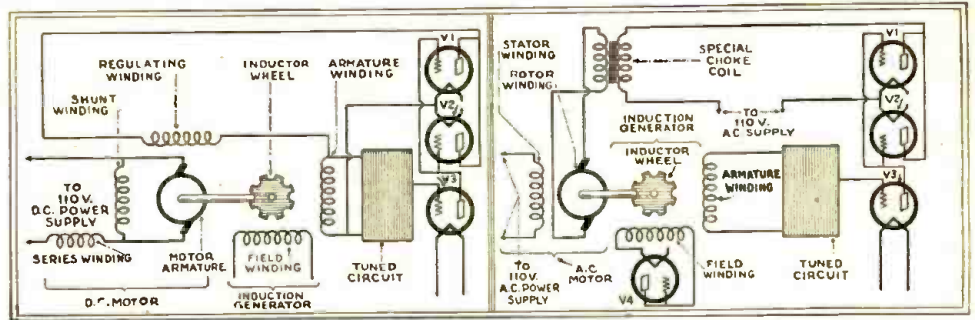 REGULATING
WINDING
INDUCTOR
WHEEL
ARMATURE
WINDING
V1
SHUNT
WINDING
V2
V3
TO
110 V.
D.C. POWER
SUPPLY
SERIES WINDING
MOTOR
ARMATURE
FIELD
WINDING
TUNED
CIRCUIT
D.C. MOTOR
INDUCTION
GENERATOR
STATOR
WINDING
ROTOR
WINDING
SPECIAL
CHOKE
COIL
V1
V2
TO
110 V.
A.C. SUPPLY
INDUCTION
GENERATOR
INDUCTOR
WHEEL
ARMATURE
WINDING
V3
TO
110V.
A.C. POWER
SUPPLY
A.C.
MOTOR
V4
FIELD
WINDING
TUNED
CIRCUIT